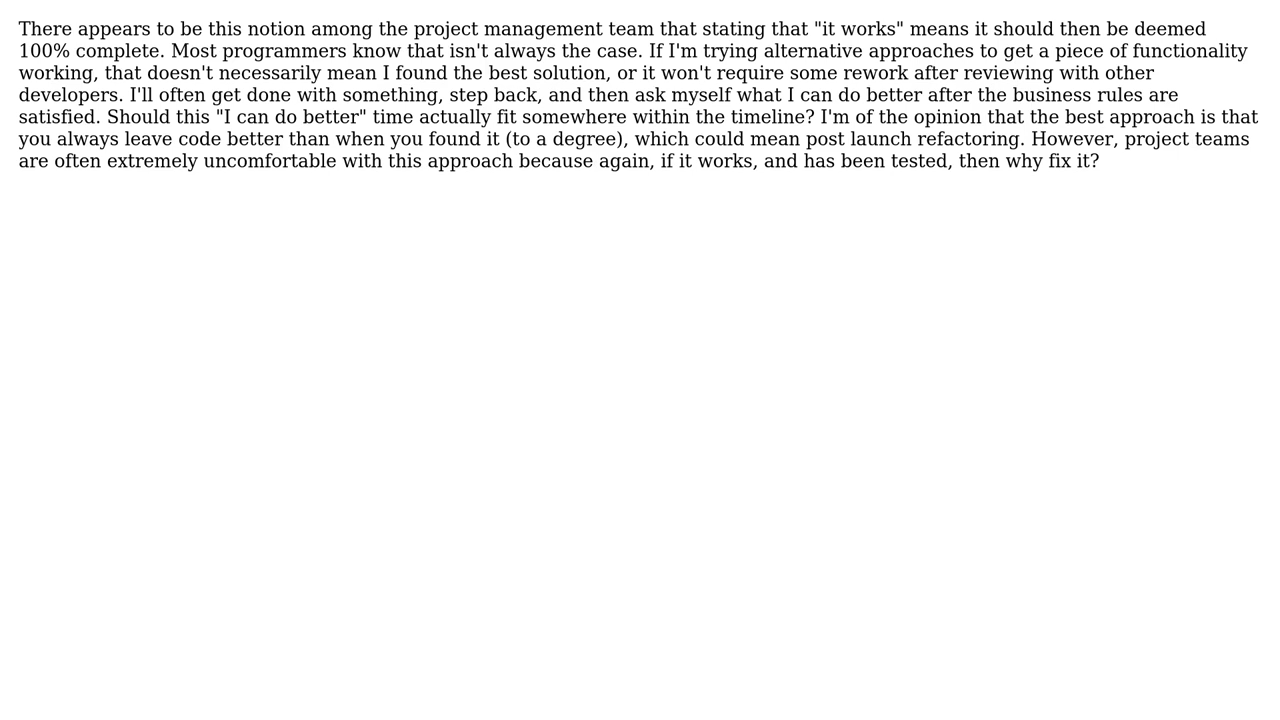 There appears to be this notion among the project management team that stating that "it works" means it should then be deemed
100% complete. Most programmers know that isn't always the case. If I'm trying alternative approaches to get a piece of functionality
working, that doesn't necessarily mean I found the best solution, or it won't require some rework after reviewing with other
developers. I'll often get done with something, step back, and then ask myself what I can do better after the business rules are
satisfied. Should this "I can do better" time actually fit somewhere within the timeline? I'm of the opinion that the best approach is that
you always leave code better than when you found it (to a degree), which could mean post launch refactoring. However, project teams
are often extremely uncomfortable with this approach because again, if it works, and has been tested, then why fix it?